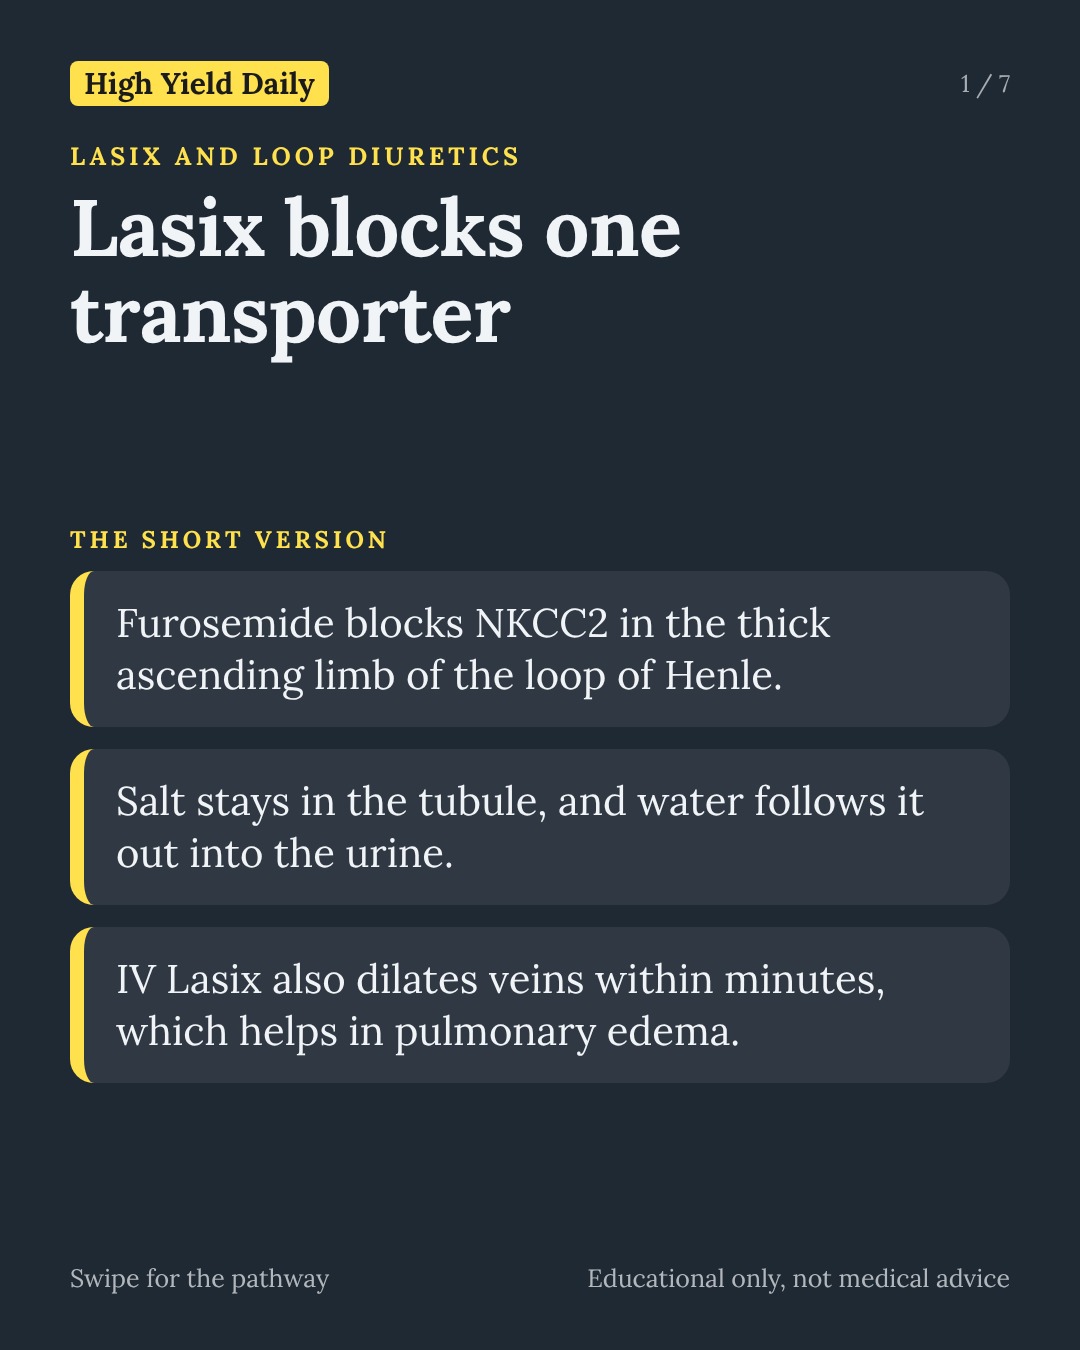 High Yield Daily
1 / 7
LASIX AND LOOP DIURETICS
Lasix blocks one
transporter
THE SHORT VERSION
Furosemide blocks NKCC2 in the thick
ascending limb of the loop of Henle.
Salt stays in the tubule, and water follows it
out into the urine.
IV Lasix also dilates veins within minutes,
which helps in pulmonary edema.
Swipe for the pathway
Educational only, not medical advice